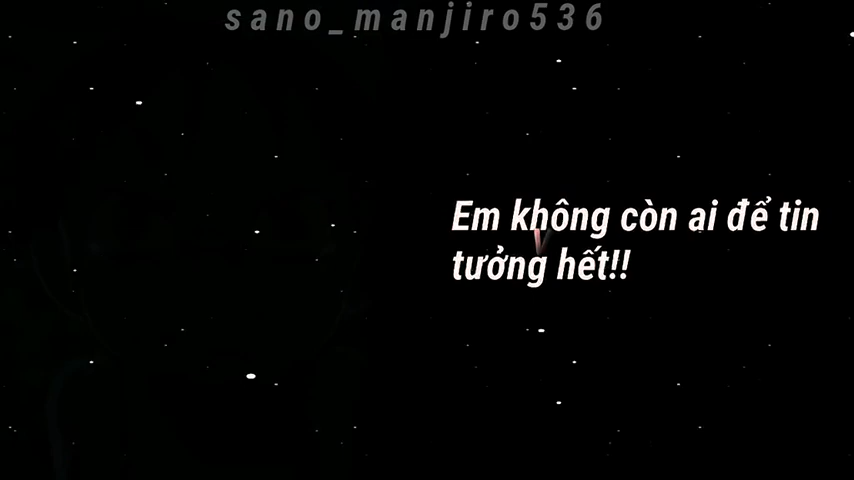 sano_manjiro536
Em không còn ai để tin
tưởng hết!!